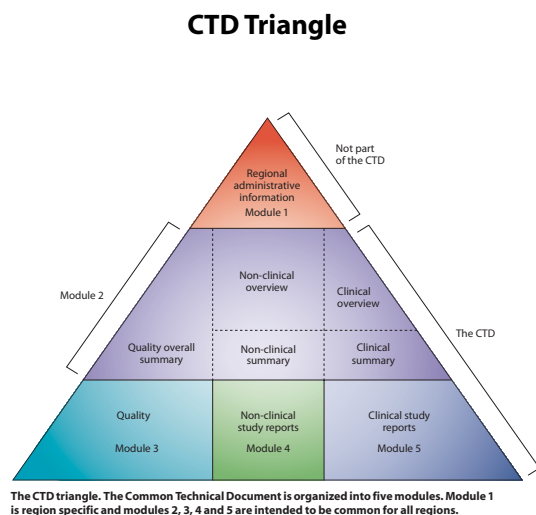 CTD Triangle
Not part
of the CTD
Regional
administrative
information
Module 1
Module 2
Non-clinical
overview
Clinical
overview
The CTD
Quality overall
summary
Non-clinical
summary
Clinical
summary
Quality
Module 3
Non-clinical
study reports
Module 4
Clinical study
reports
Module 5
The CTD triangle. The Common Technical Document is organized into five modules. Module 1
is region specific and modules 2, 3, 4 and 5 are intended to be common for all regions.